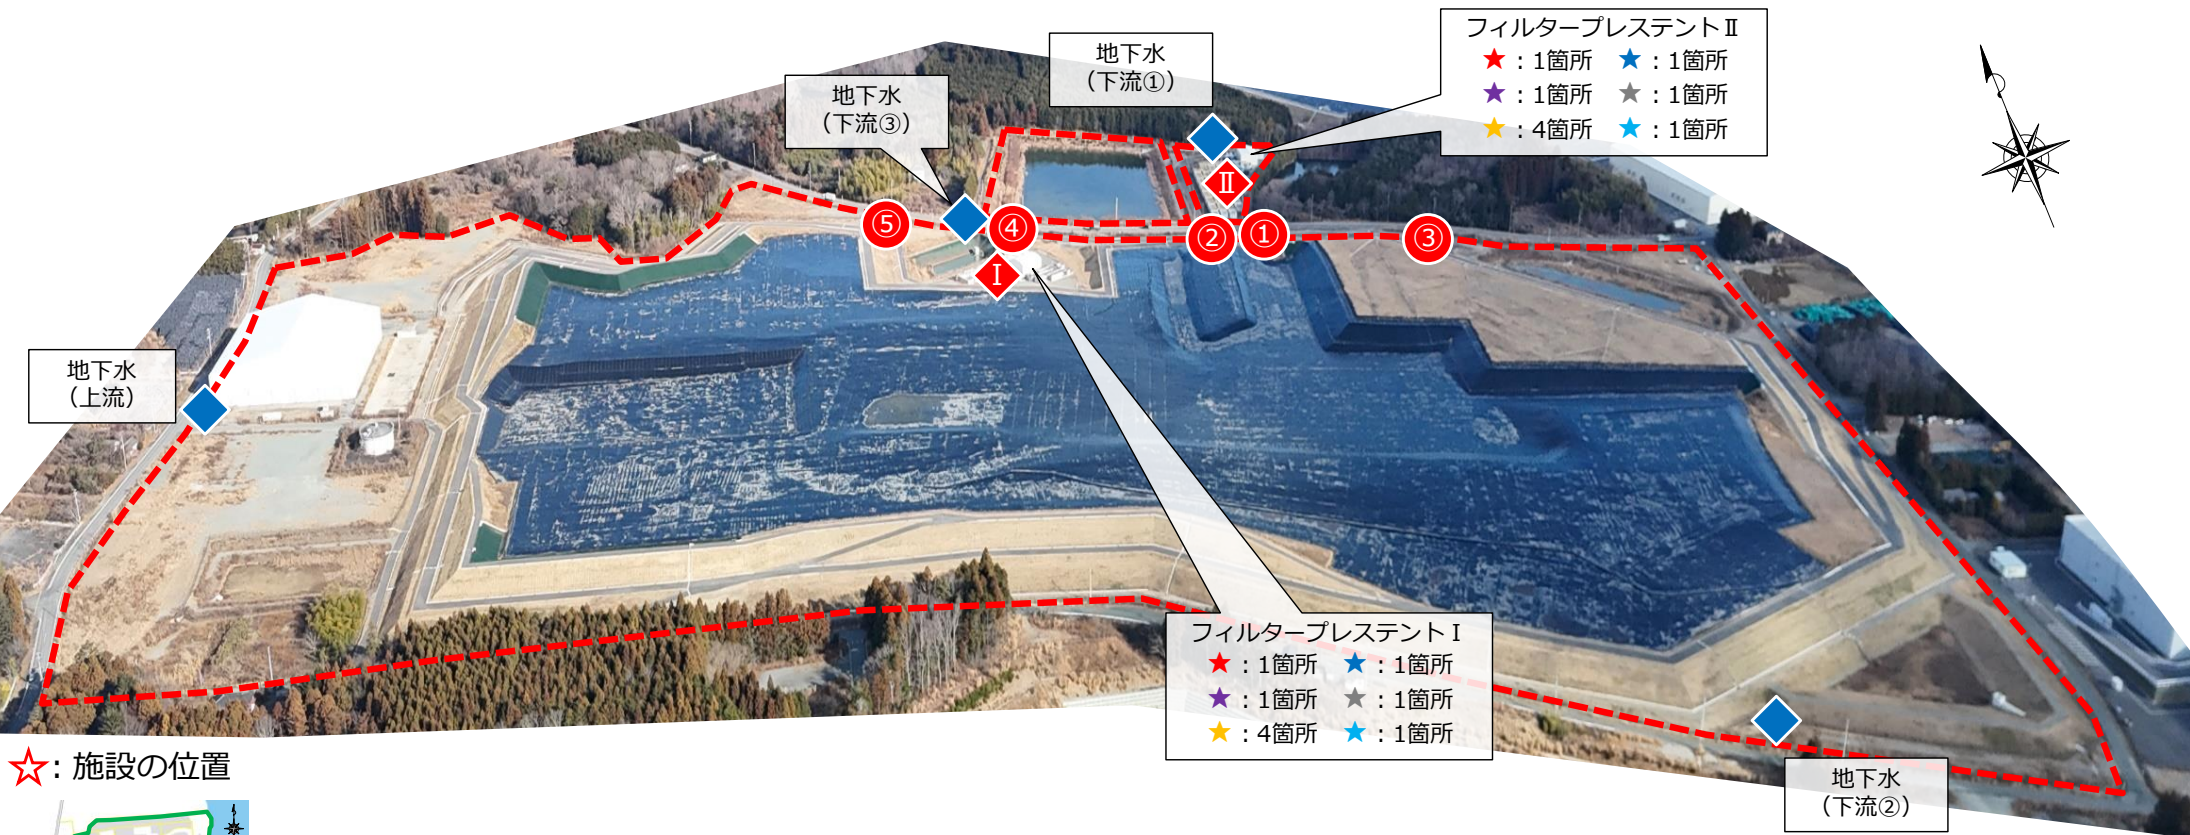 フィルタープレステントⅡ
★：1箇所 ★：1箇所
★：1箇所 ★：1箇所
★：4箇所 ★：1箇所
地下水
（下流①）
地下水
（下流③）
Ⅱ
⑤
④
②
①
③
Ⅰ
地下水
（上流）
フィルタープレステントⅠ
★：1箇所 ★：1箇所
★：1箇所 ★：1箇所
★：4箇所 ★：1箇所
地下水
（下流②）
☆：施設の位置